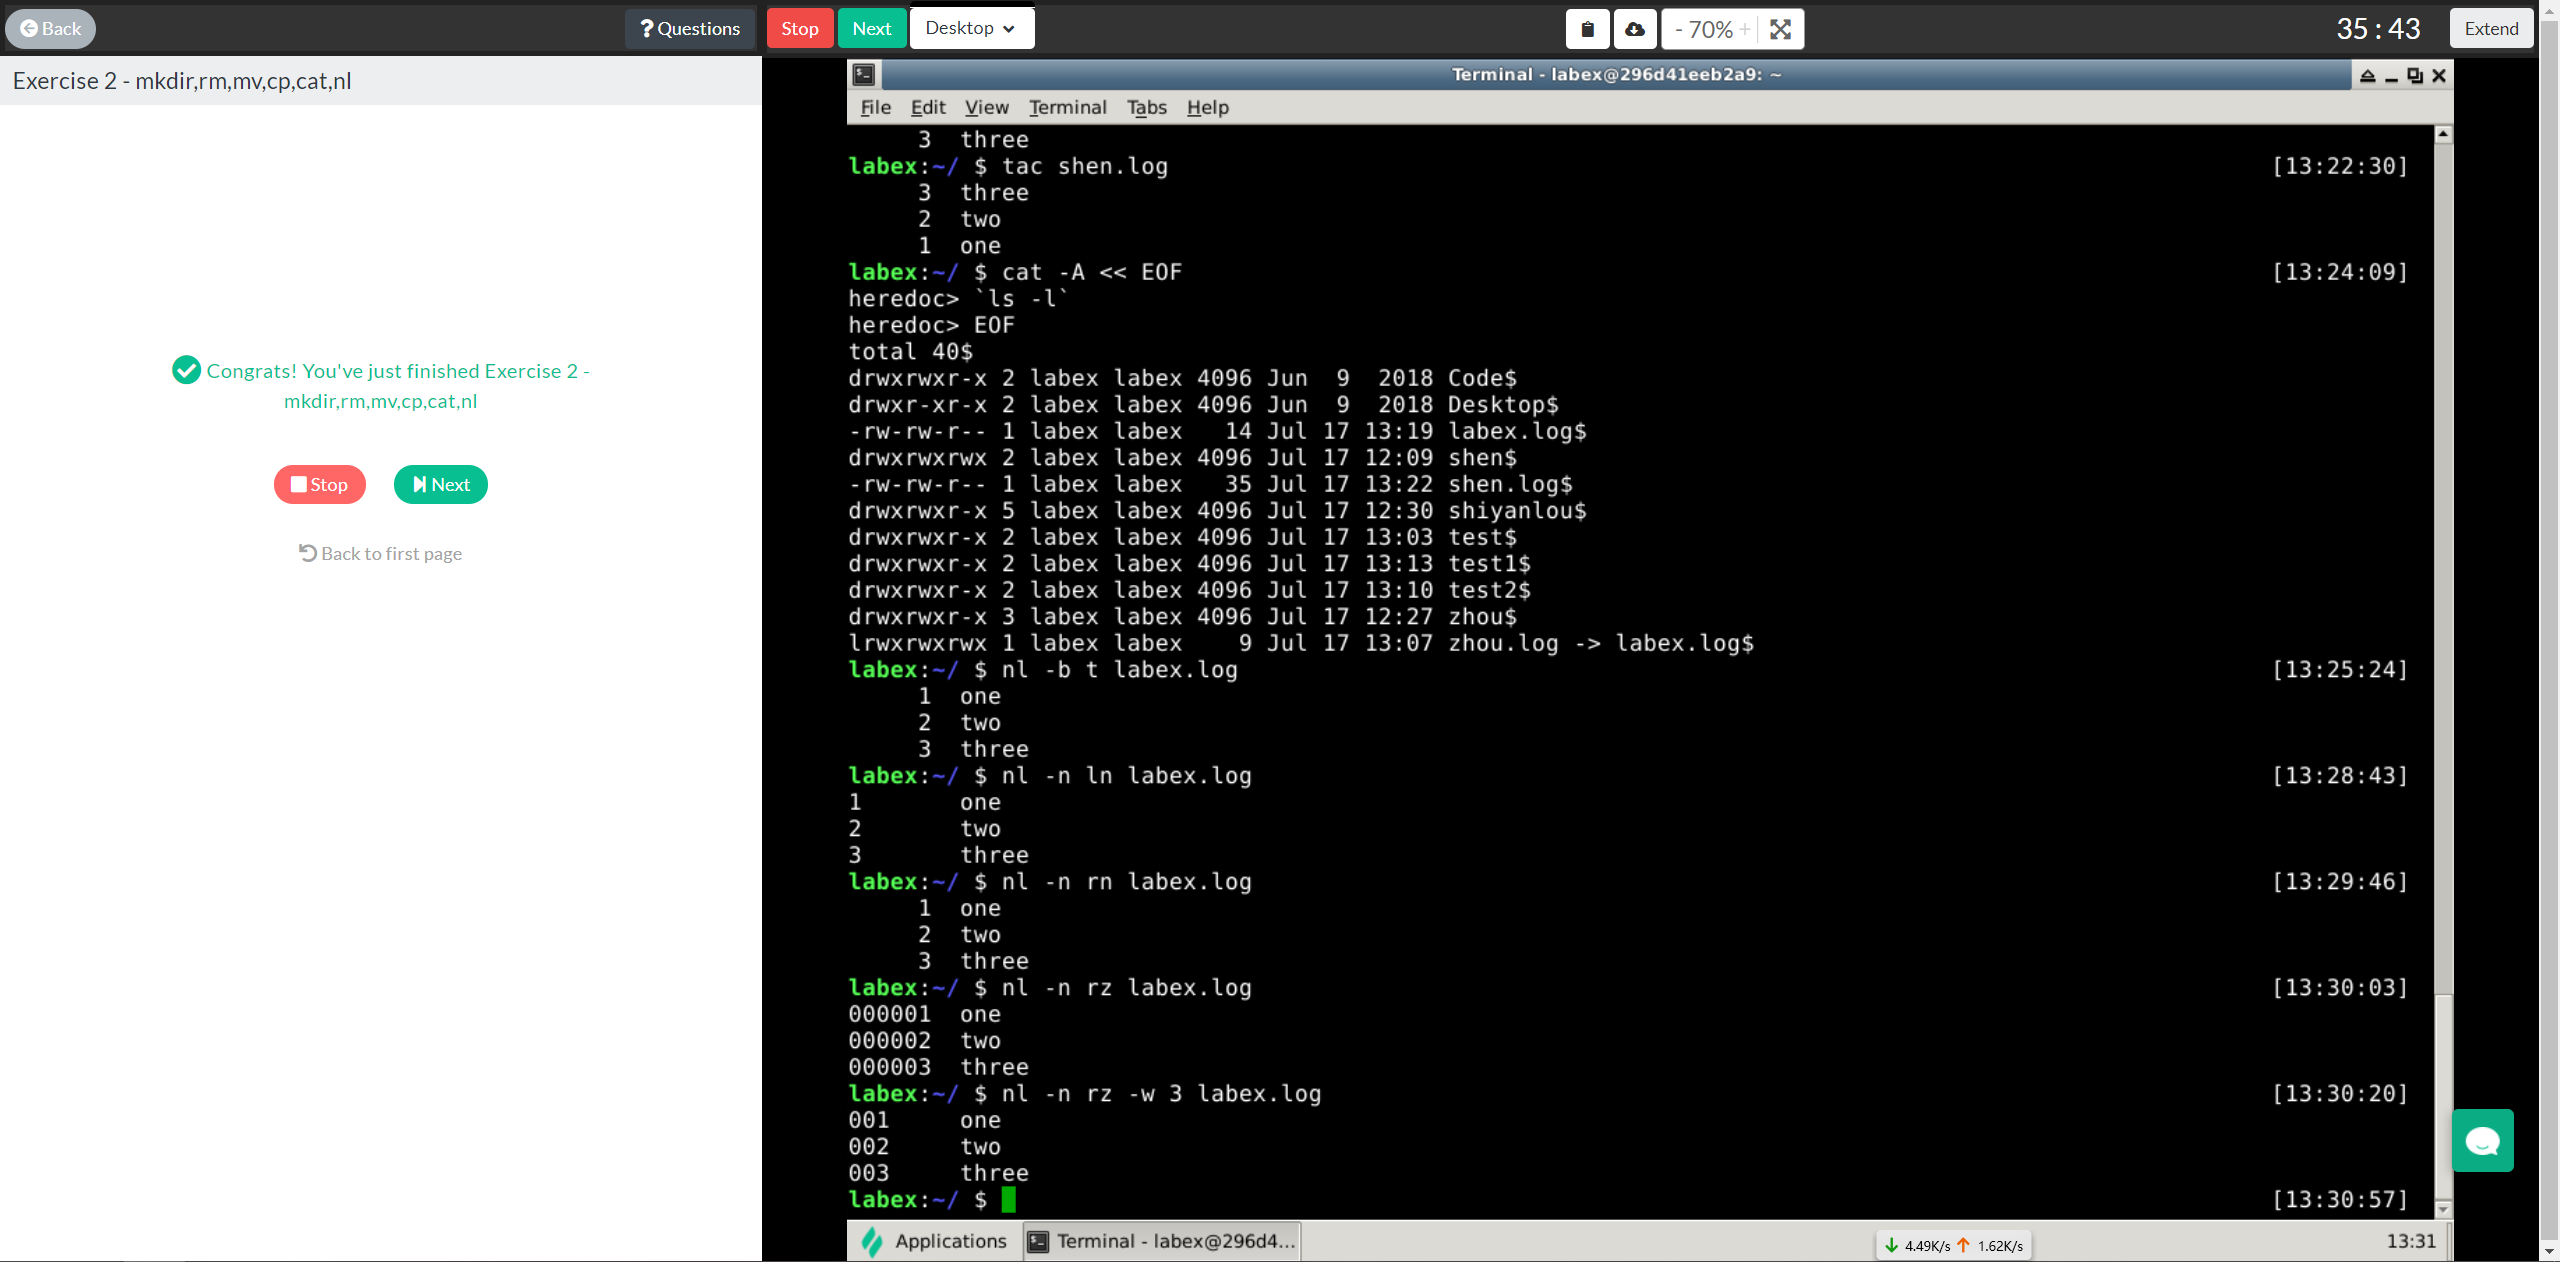 Back
Questions
Stop
Next
Desktop
- 70% +
35 : 43
Extend
Exercise 2 - mkdir,rm,mv,cp,cat,nl
Congrats! You've just finished Exercise 2 -
mkdir,rm,mv,cp,cat,nl
Stop
Next
Back to first page
Terminal - labex@296d41eeb2a9: ~
File Edit View Terminal Tabs Help
3 three
labex:~/ $ tac shen.log [13:22:30]
3 three
2 two
1 one
labex:~/ $ cat -A << EOF [13:24:09]
heredoc> `ls -l`
heredoc> EOF
total 40$
drwxrwxr-x 2 labex labex 4096 Jun 9 2018 Code$
drwxr-xr-x 2 labex labex 4096 Jun 9 2018 Desktop$
-rw-rw-r-- 1 labex labex 14 Jul 17 13:19 labex.log$
drwxrwxrwx 2 labex labex 4096 Jul 17 12:09 shen$
-rw-rw-r-- 1 labex labex 35 Jul 17 13:22 shen.log$
drwxrwxr-x 5 labex labex 4096 Jul 17 12:30 shiyanlou$
drwxrwxr-x 2 labex labex 4096 Jul 17 13:03 test$
drwxrwxr-x 2 labex labex 4096 Jul 17 13:13 test1$
drwxrwxr-x 2 labex labex 4096 Jul 17 13:10 test2$
drwxrwxr-x 3 labex labex 4096 Jul 17 12:27 zhou$
lrwxrwxrwx 1 labex labex 9 Jul 17 13:07 zhou.log -> labex.log$
labex:~/ $ nl -b t labex.log [13:25:24]
1 one
2 two
3 three
labex:~/ $ nl -n ln labex.log [13:28:43]
1 one
2 two
3 three
labex:~/ $ nl -n rn labex.log [13:29:46]
1 one
2 two
3 three
labex:~/ $ nl -n rz labex.log [13:30:03]
000001 one
000002 two
000003 three
labex:~/ $ nl -n rz -w 3 labex.log [13:30:20]
001 one
002 two
003 three
labex:~/ $ [13:30:57]
Applications
Terminal - labex@296d4...
4.49K/s 1.62K/s
13:31